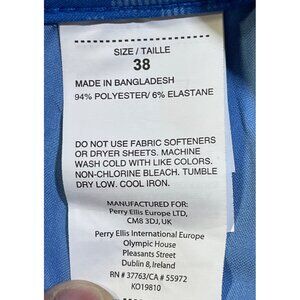 SIZE / TAILLE
38
MADE IN BANGLADESH
94% POLYESTER/ 6% ELASTANE
DO NOT USE FABRIC SOFTENERS
OR DRYER SHEETS. MACHINE
WASH COLD WITH LIKE COLORS.
NON-CHLORINE BLEACH. TUMBLE
DRY LOW. COOL IRON.
MANUFACTURED FOR:
Perry Ellis Europe LTD,
CM8 3DJ, UK
Perry Ellis International Europe
Olympic House
Pleasants Street
Dublin 8, Ireland
RN # 37763/CA # 55972
KO19810